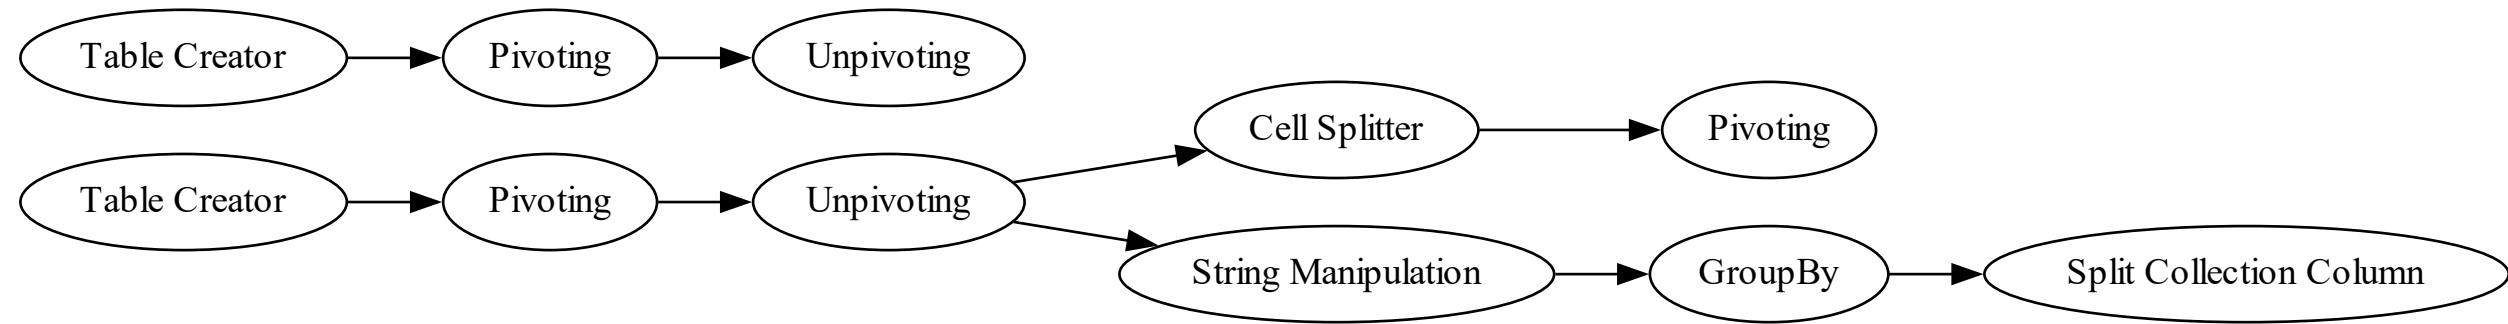 Table Creator
Pivoting
Unpivoting
Cell Splitter
Pivoting
Table Creator
Pivoting
Unpivoting
String Manipulation
GroupBy
Split Collection Column